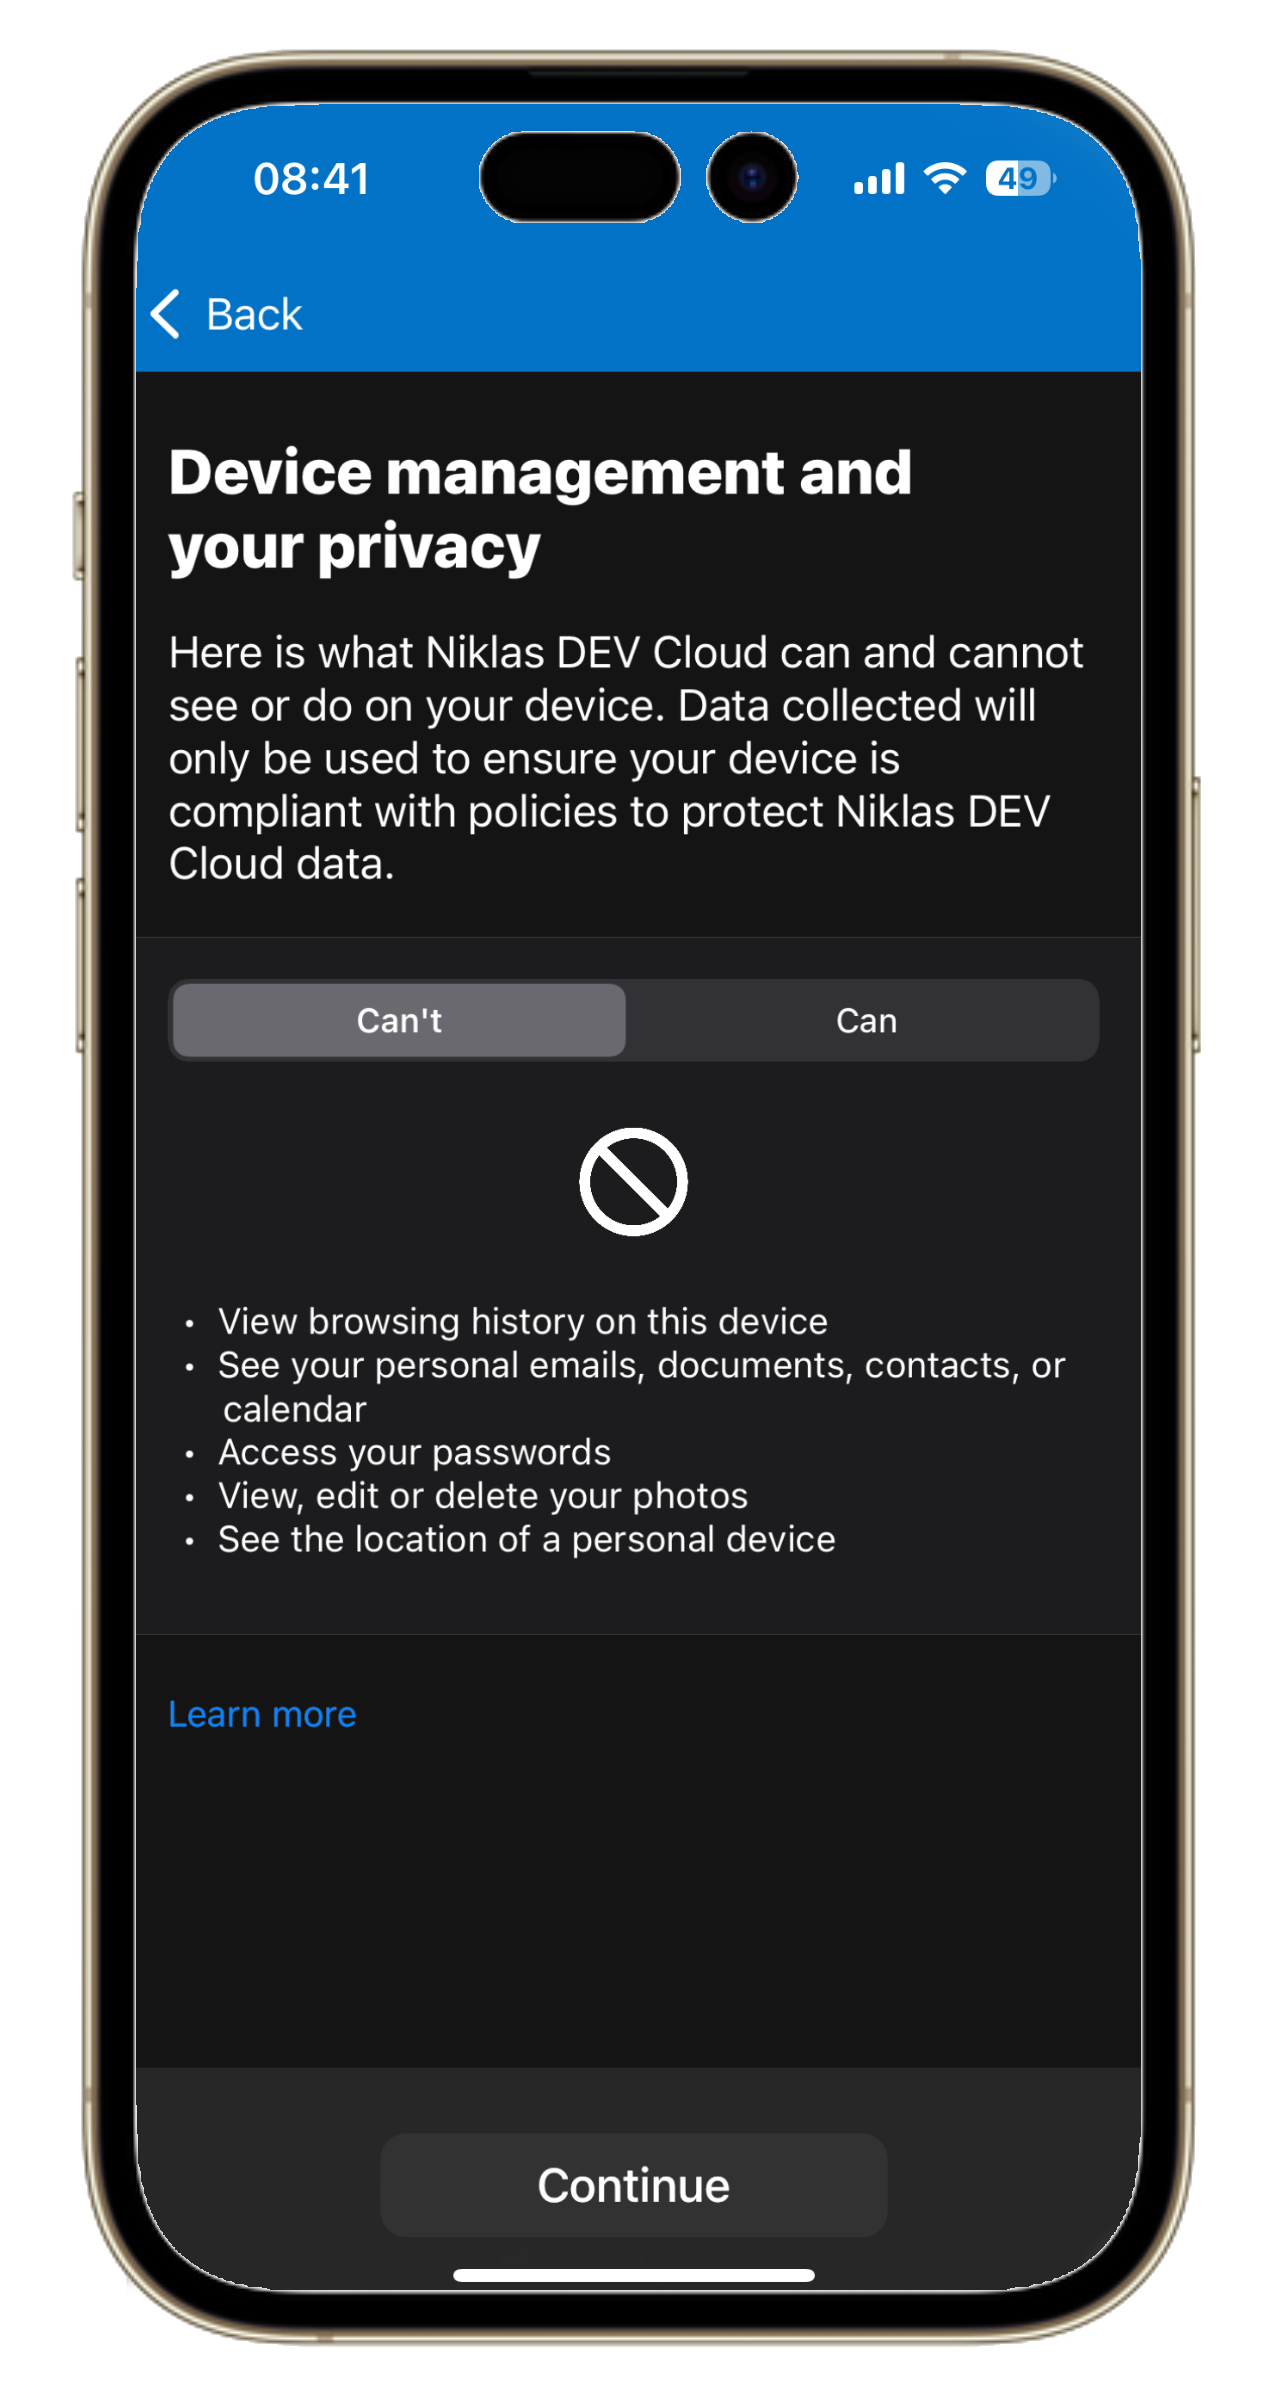 08:41
49
Back
Device management and
your privacy
Here is what Niklas DEV Cloud can and cannot
see or do on your device. Data collected will
only be used to ensure your device is
compliant with policies to protect Niklas DEV
Cloud data.
Can't
Can
• View browsing history on this device
• See your personal emails, documents, contacts, or
calendar
• Access your passwords
• View, edit or delete your photos
• See the location of a personal device
Learn more
Continue